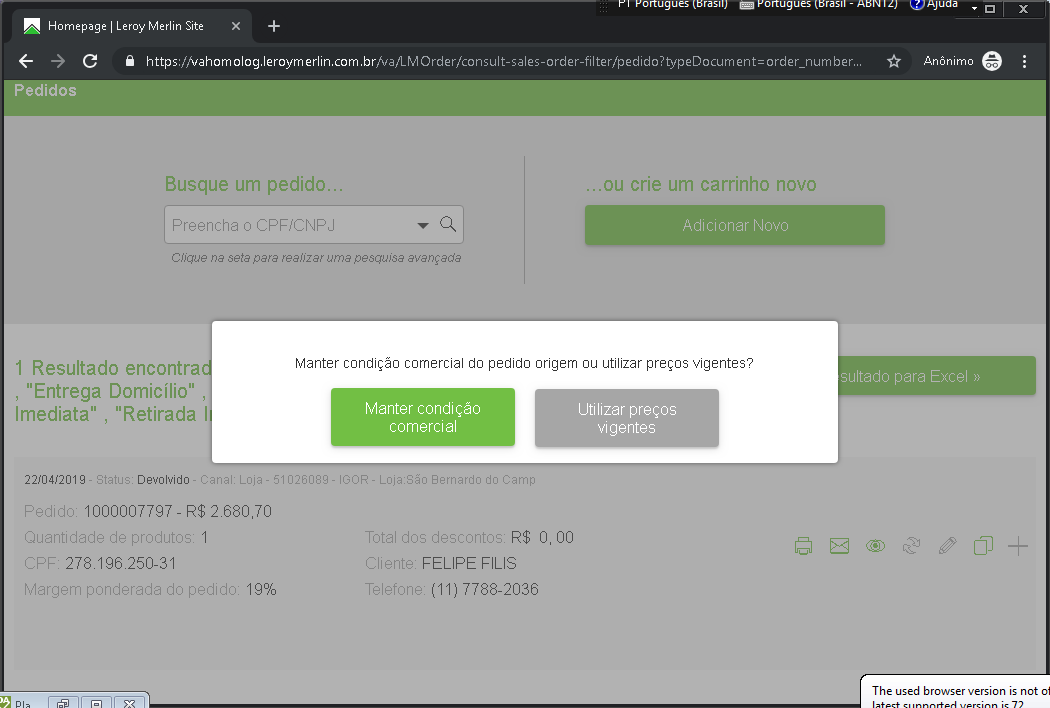 PT Português (Brasil) Português (Brasil - ABNT2) Ajuda
Homepage | Leroy Merlin Site
https://vahomolog.leroymerlin.com.br/va/LMOrder/consult-sales-order-filter/pedido?typeDocument=order_number...
Anônimo
Pedidos
Busque um pedido...
...ou crie um carrinho novo
Preencha o CPF/CNPJ
Adicionar Novo
Clique na seta para realizar uma pesquisa avançada
Manter condição comercial do pedido origem ou utilizar preços vigentes?
Manter condição
comercial
Utilizar preços
vigentes
1 Resultado encontrad
, "Entrega Domicílio" ,
Imediata" , "Retirada I
sultado para Excel »
22/04/2019 - Status: Devolvido - Canal: Loja - 51026089 - IGOR - Loja:São Bernardo do Camp
Pedido: 1000007797 - R$ 2.680,70
Quantidade de produtos: 1
Total dos descontos: R$ 0,00
CPF: 278.196.250-31
Cliente: FELIPE FILIS
Margem ponderada do pedido: 19%
Telefone: (11) 7788-2036
Pla...
The used browser version is not of
latest supported version is 72